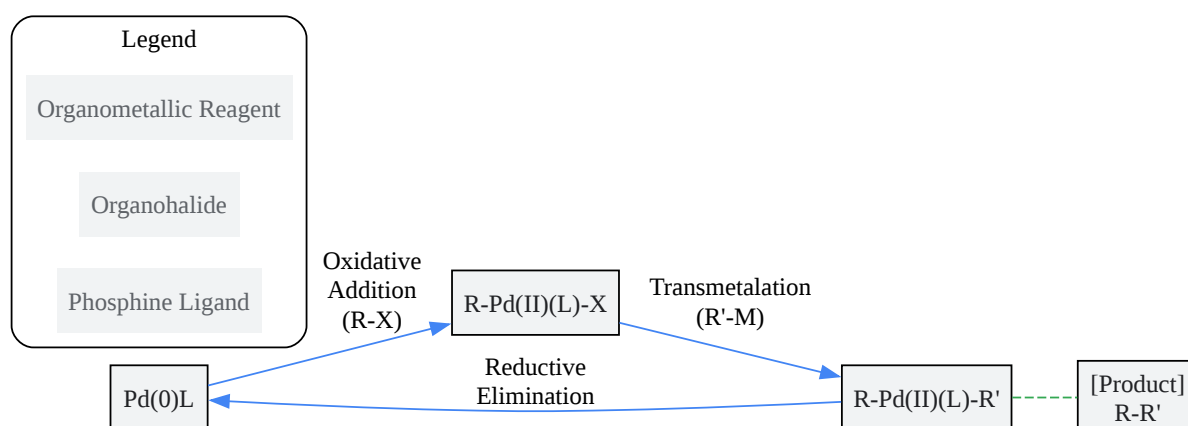 Legend
Organometallic Reagent
Organohalide
Phosphine Ligand
Oxidative
Addition
(R-X)
R-Pd(II)(L)-X
Transmetalation
(R'-M)
Reductive
Elimination
Pd(0)L
R-Pd(II)(L)-R'
[Product]
R-R'